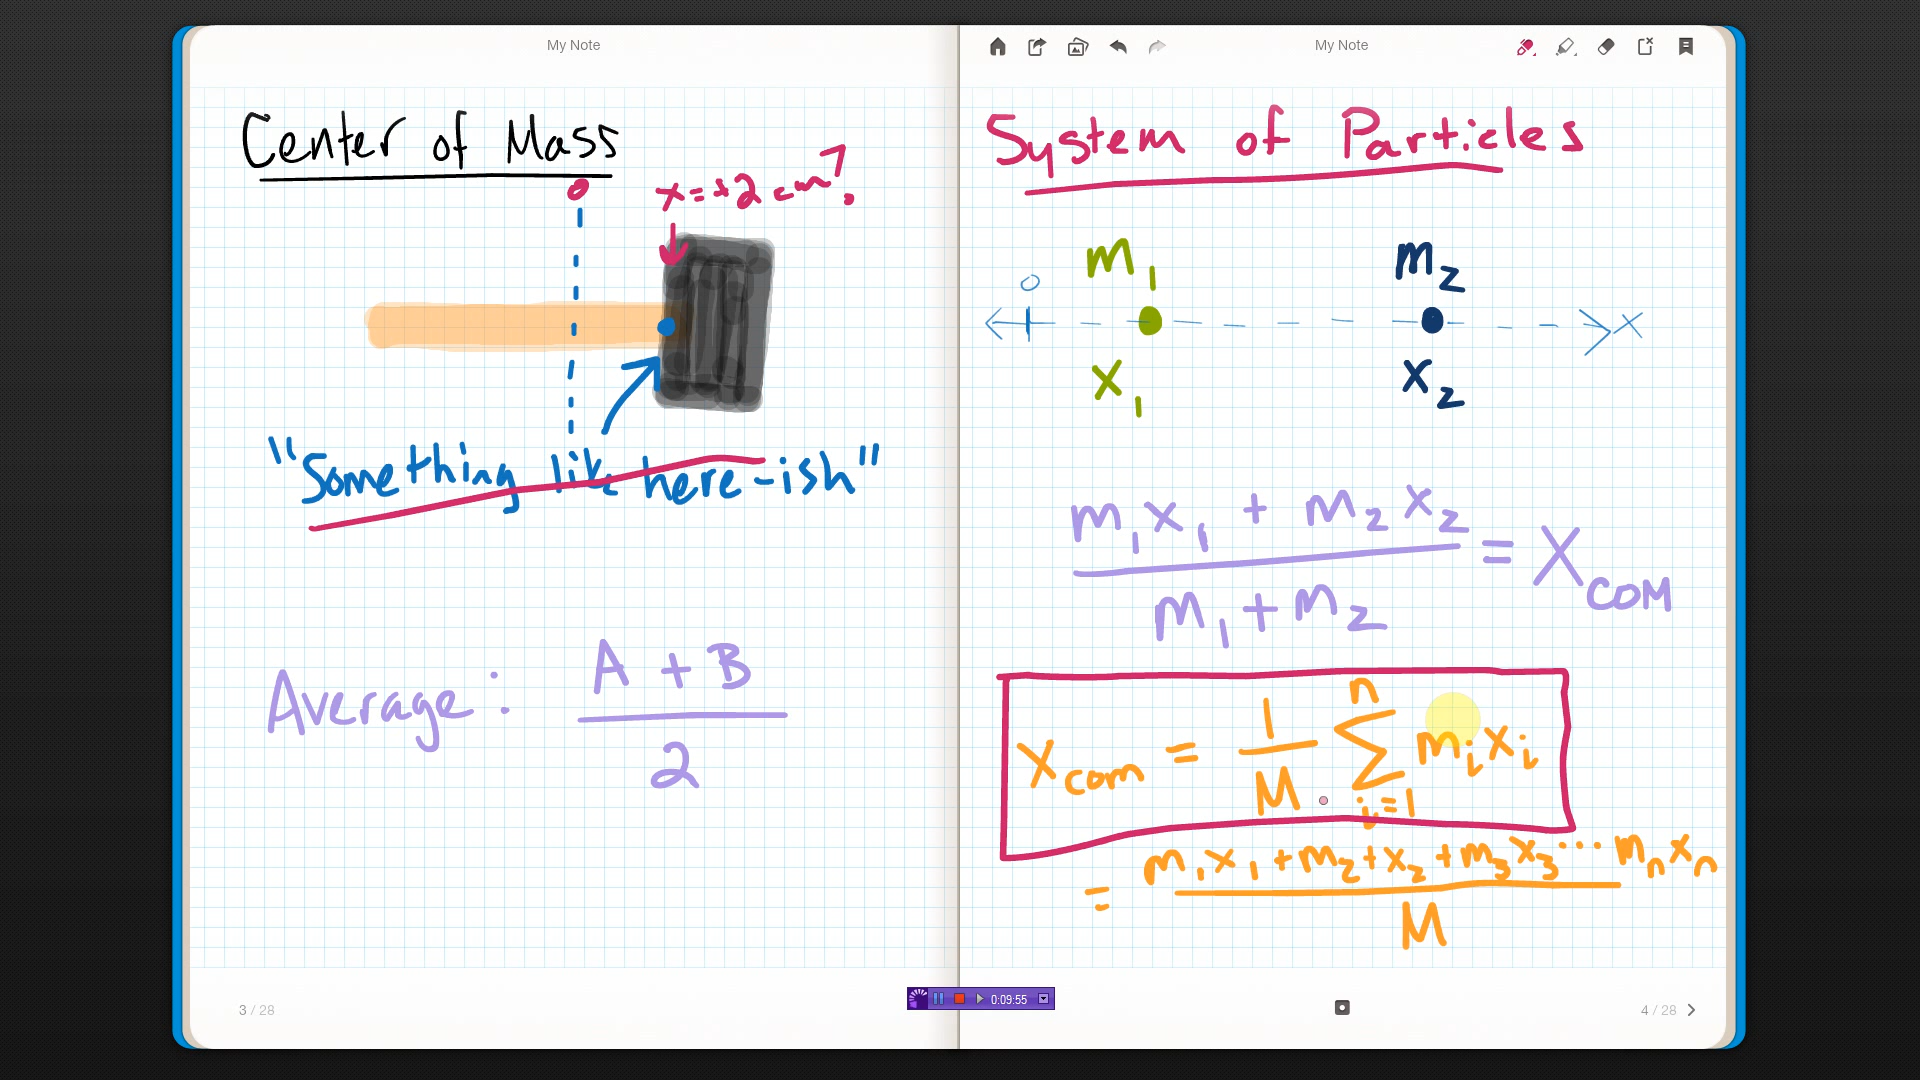 My Note
Center of Mass
x = +2 cm?
"Something like here-ish"
Average: A + B
2
3 / 28
My Note
System of Particles
m1 m2
0
x
x1 x2
m1x1 + m2x2 = XCOM
m1 + m2
n
Xcom = 1 Σ mixi
M
i=1
= m1x1 + m2+x2 + m3x3... mnxn
M
0:09:55
4 / 28